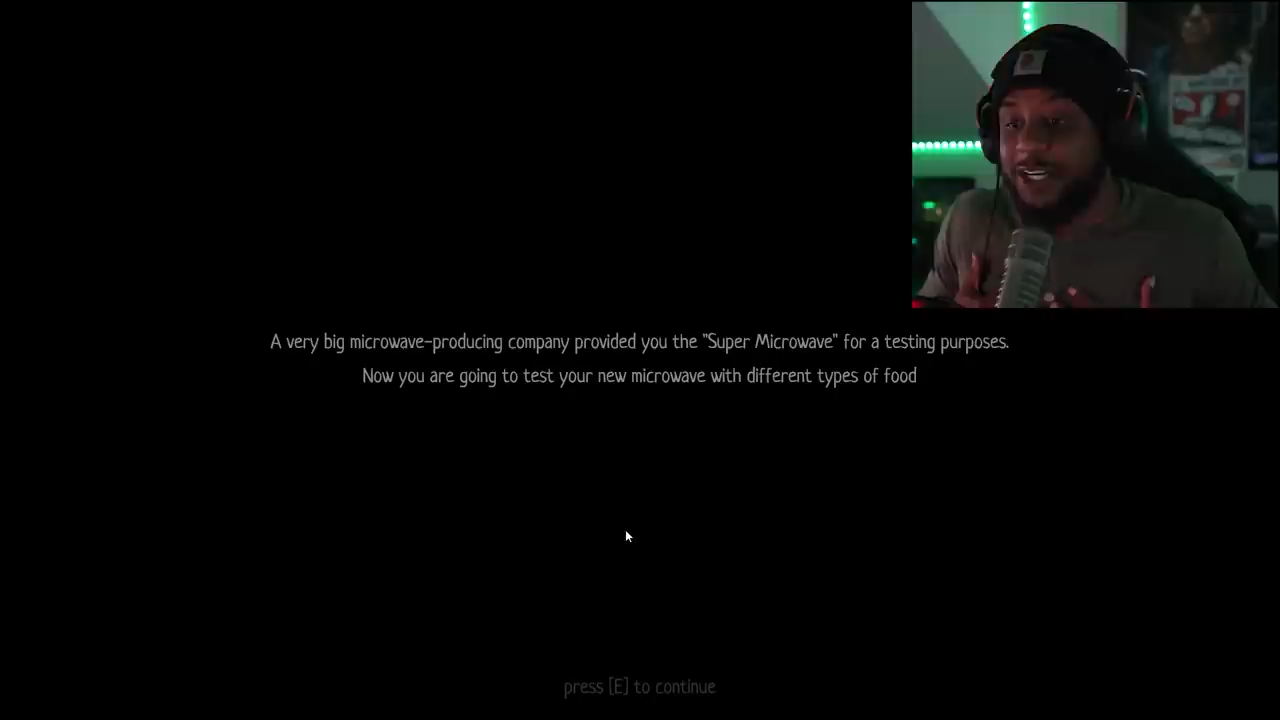 A very big microwave-producing company provided you the "Super Microwave" for a testing purposes.
Now you are going to test your new microwave with different types of food
press [E] to continue